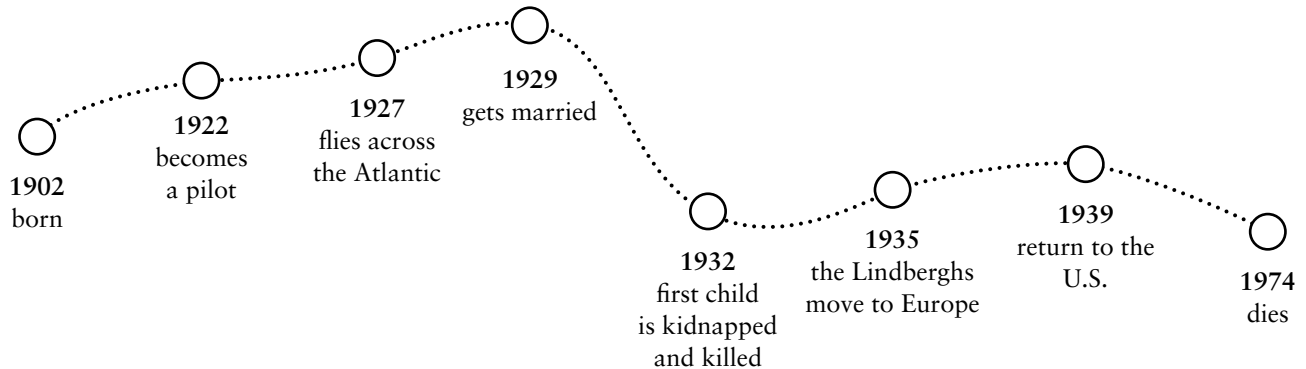 1902
born
1922
becomes
a pilot
1927
flies across
the Atlantic
1929
gets married
1932
first child
is kidnapped
and killed
1935
the Lindberghs
move to Europe
1939
return to the
U.S.
1974
dies